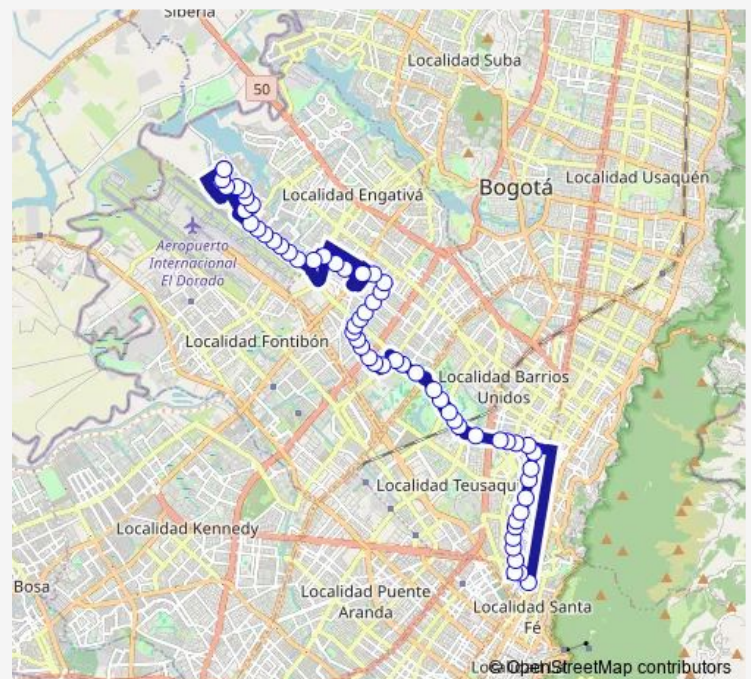 Siberia
Localidad Suba
50
Bogotá
Localidad Usaquén
Localidad Engativá
Aeropuerto
Internacional
El Dorado
Localidad Fontibón
Localidad Barrios
Unidos
Localidad Teusaqu
Localidad Kennedy
Bosa
Localidad Puente
Aranda
Localidad Santa
Fé
© OpenStreetMap contributors